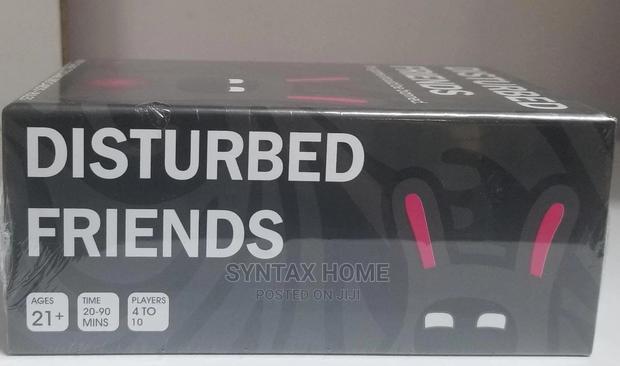 DISTURBED
FRIENDS
DISTURBED
FRIENDS
SYNTAX HOME
POSTED ON JIJI
AGES
21+
TIME
20-90
MINS
PLAYERS
4 TO
10